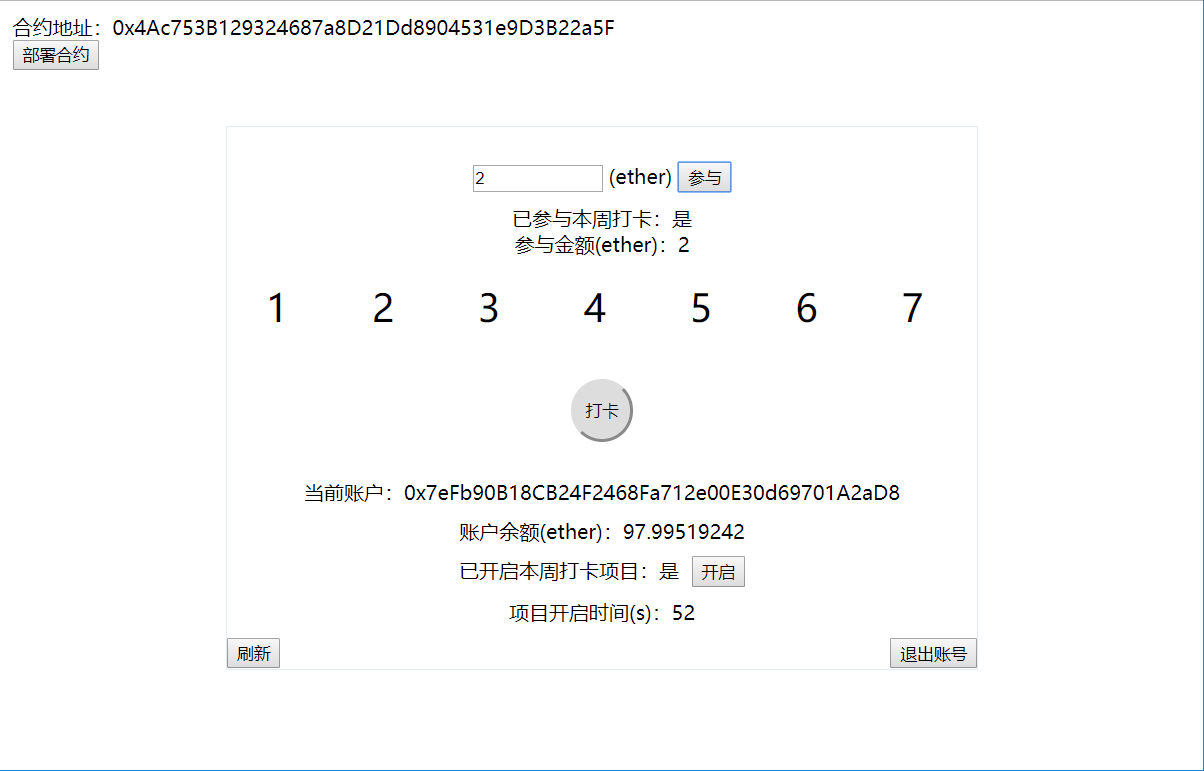 合约地址：0x4Ac753B129324687a8D21Dd8904531e9D3B22a5F
部署合约
2 (ether) 参与
已参与本周打卡：是
参与金额(ether)：2
1 2 3 4 5 6 7
打卡
当前账户：0x7eFb90B18CB24F2468Fa712e00E30d69701A2aD8
账户余额(ether)：97.99519242
已开启本周打卡项目：是 开启
项目开启时间(s)：52
刷新 退出账号